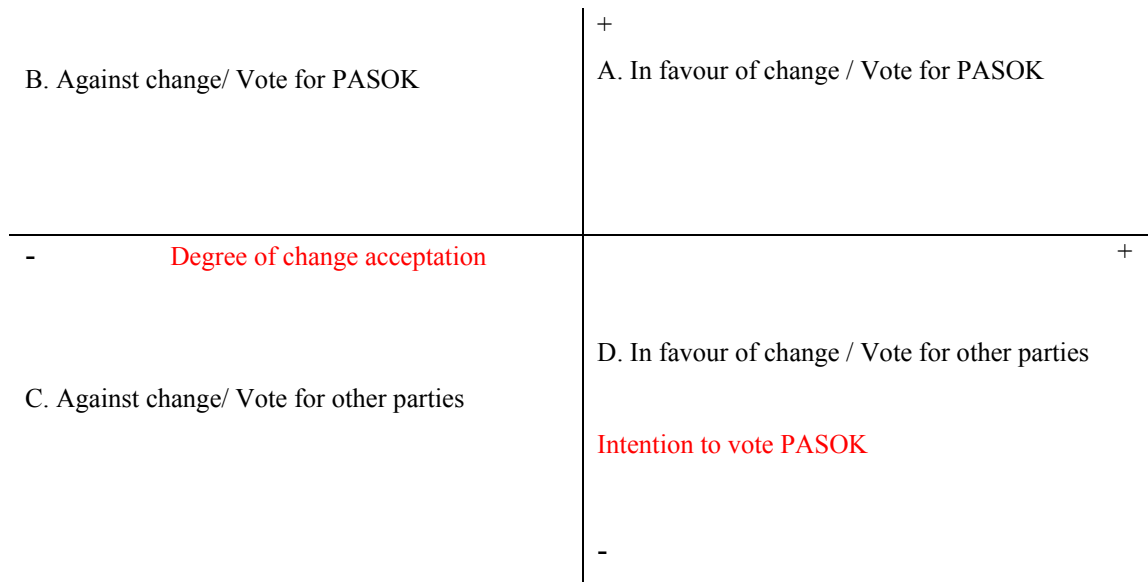 +
B. Against change/ Vote for PASOK
A. In favour of change / Vote for PASOK
- Degree of change acceptation
+
C. Against change/ Vote for other parties
D. In favour of change / Vote for other parties
Intention to vote PASOK
-